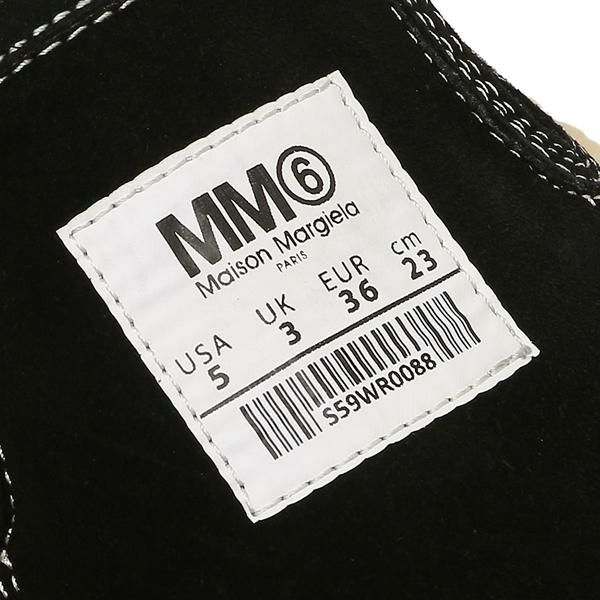 MM⑥
Maison Margiela
PARIS
USA UK EUR cm
5 3 36 23
S59WR0088